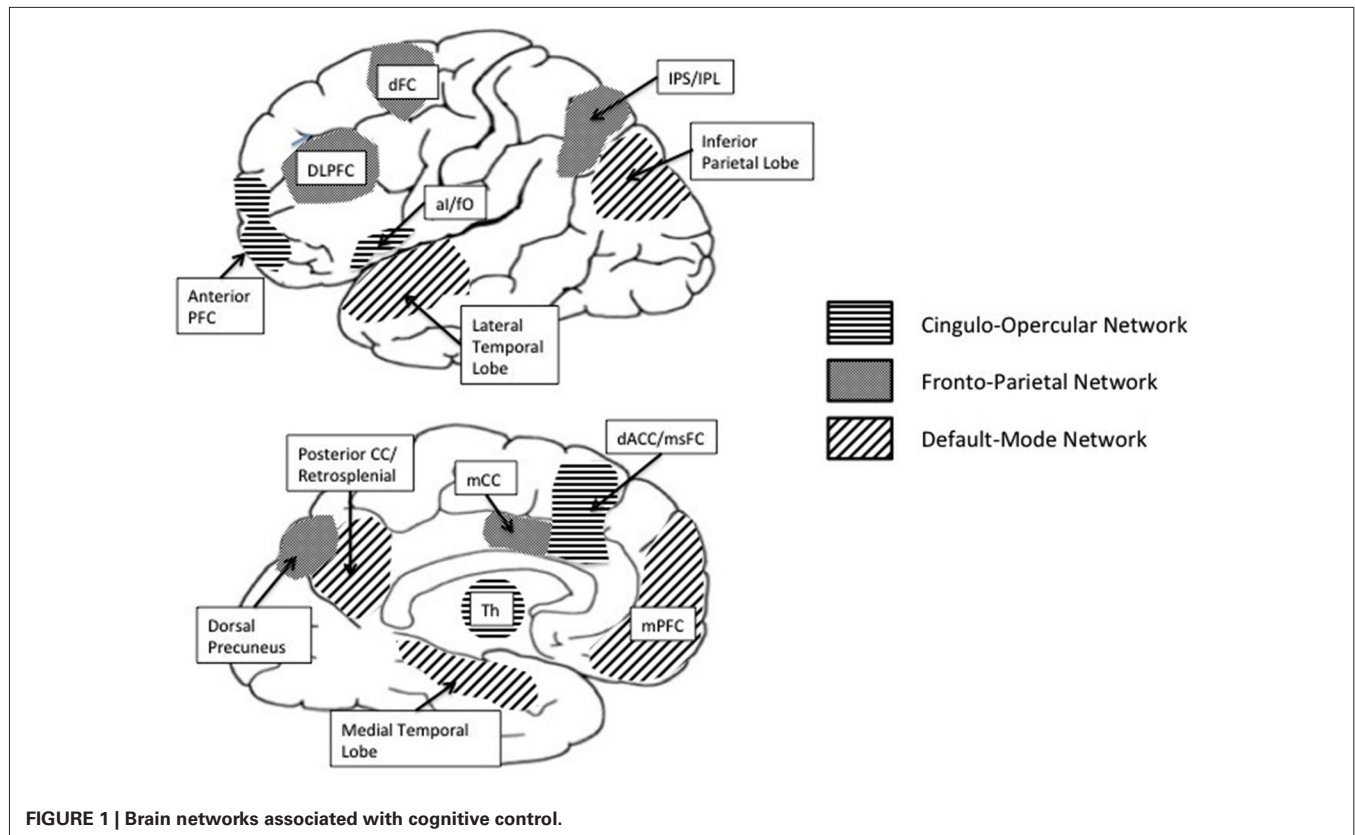 dFC
IPS/IPL
Inferior
Parietal Lobe
DLPFC
aI/fO
Anterior
PFC
Lateral
Temporal
Lobe
Cingulo-Opercular Network
Fronto-Parietal Network
Default-Mode Network
dACC/msFC
Posterior CC/
Retrosplenial
mCC
Th
mPFC
Dorsal
Precuneus
Medial Temporal
Lobe
FIGURE 1 | Brain networks associated with cognitive control.